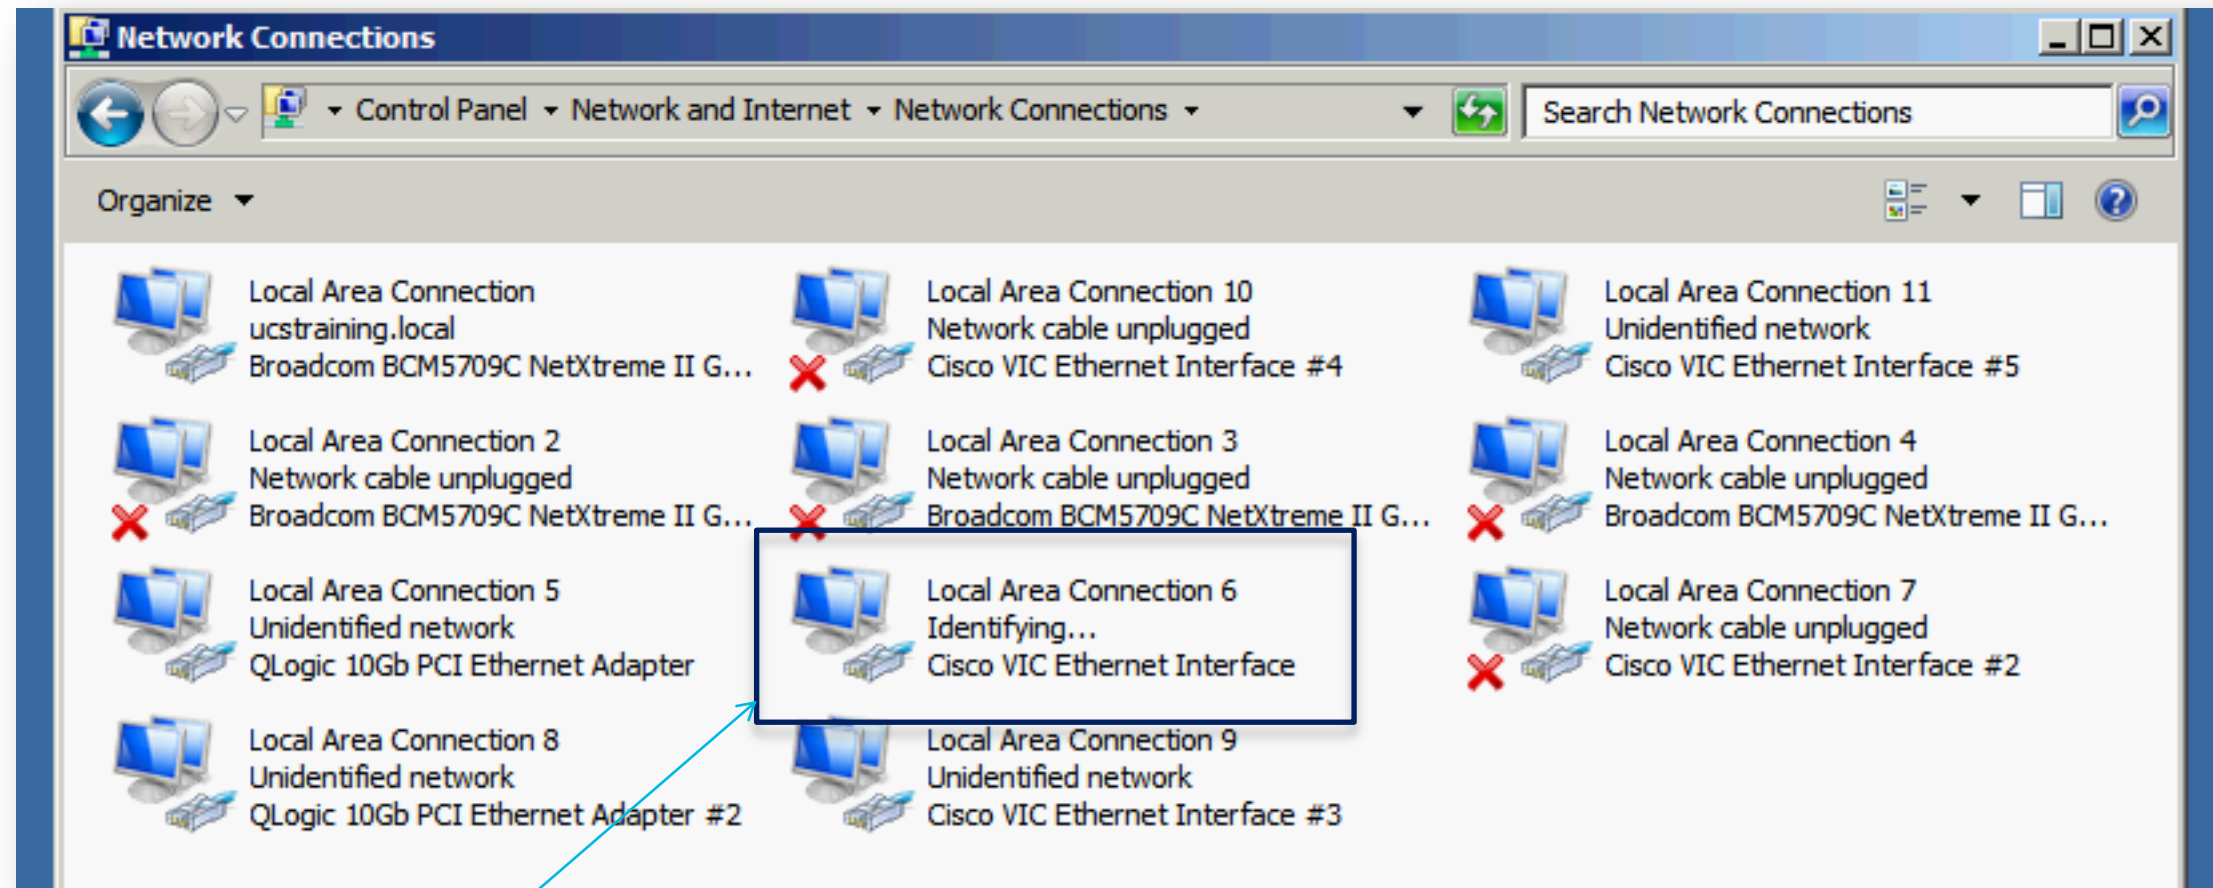 Network Connections
Control Panel Network and Internet Network Connections
Search Network Connections
Organize
Local Area Connection
ucstraining.local
Broadcom BCM5709C NetXtreme II G...
Local Area Connection 10
Network cable unplugged
Cisco VIC Ethernet Interface #4
Local Area Connection 11
Unidentified network
Cisco VIC Ethernet Interface #5
Local Area Connection 2
Network cable unplugged
Broadcom BCM5709C NetXtreme II G...
Local Area Connection 3
Network cable unplugged
Broadcom BCM5709C NetXtreme II G...
Local Area Connection 4
Network cable unplugged
Broadcom BCM5709C NetXtreme II G...
Local Area Connection 5
Unidentified network
QLogic 10Gb PCI Ethernet Adapter
Local Area Connection 6
Identifying...
Cisco VIC Ethernet Interface
Local Area Connection 7
Network cable unplugged
Cisco VIC Ethernet Interface #2
Local Area Connection 8
Unidentified network
QLogic 10Gb PCI Ethernet Adapter #2
Local Area Connection 9
Unidentified network
Cisco VIC Ethernet Interface #3